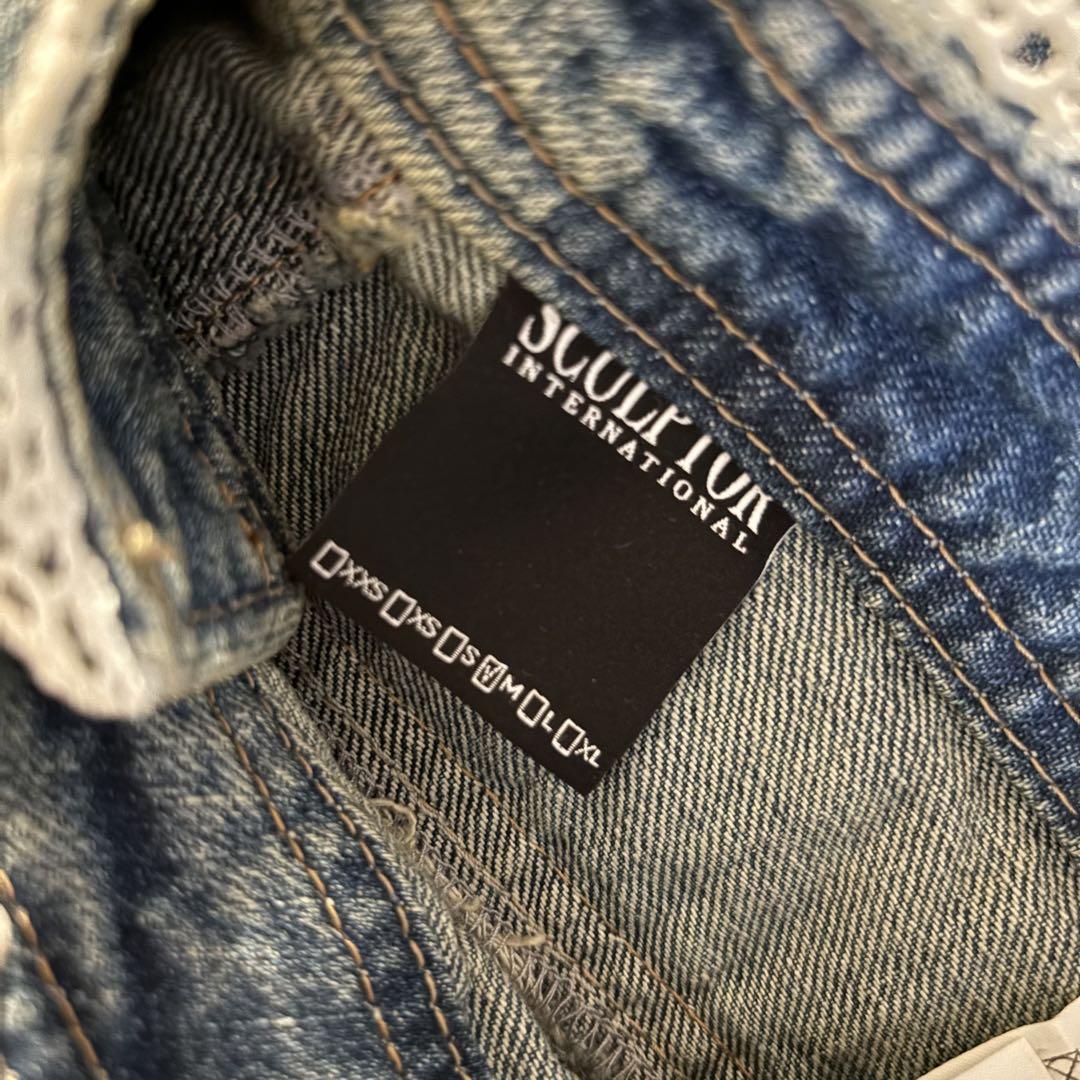 SCULPTOR
INTERNATIONAL
☐XXS ☐XS ☐S ☑M ☐L ☐XL